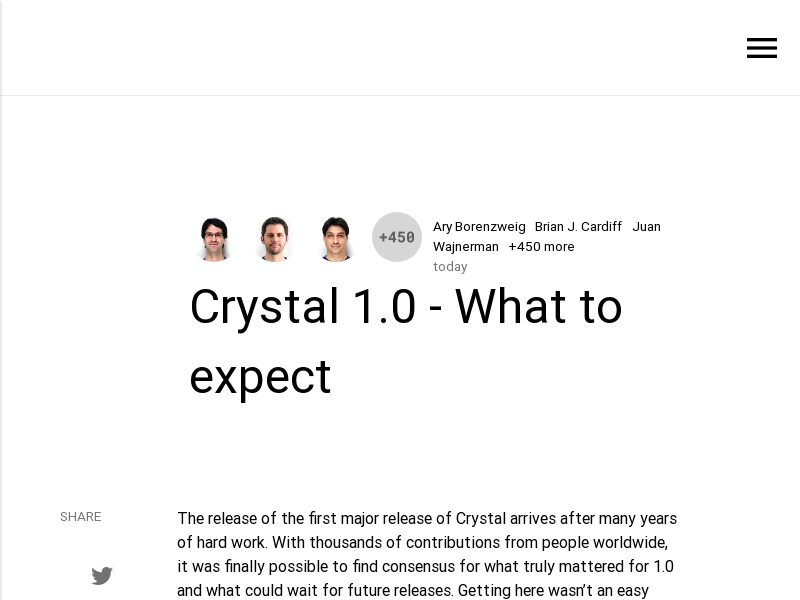 +450
Ary Borenzweig Brian J. Cardiff Juan
Wajnerman +450 more
today
Crystal 1.0 - What to
expect
SHARE
The release of the first major release of Crystal arrives after many years
of hard work. With thousands of contributions from people worldwide,
it was finally possible to find consensus for what truly mattered for 1.0
and what could wait for future releases. Getting here wasn’t an easy